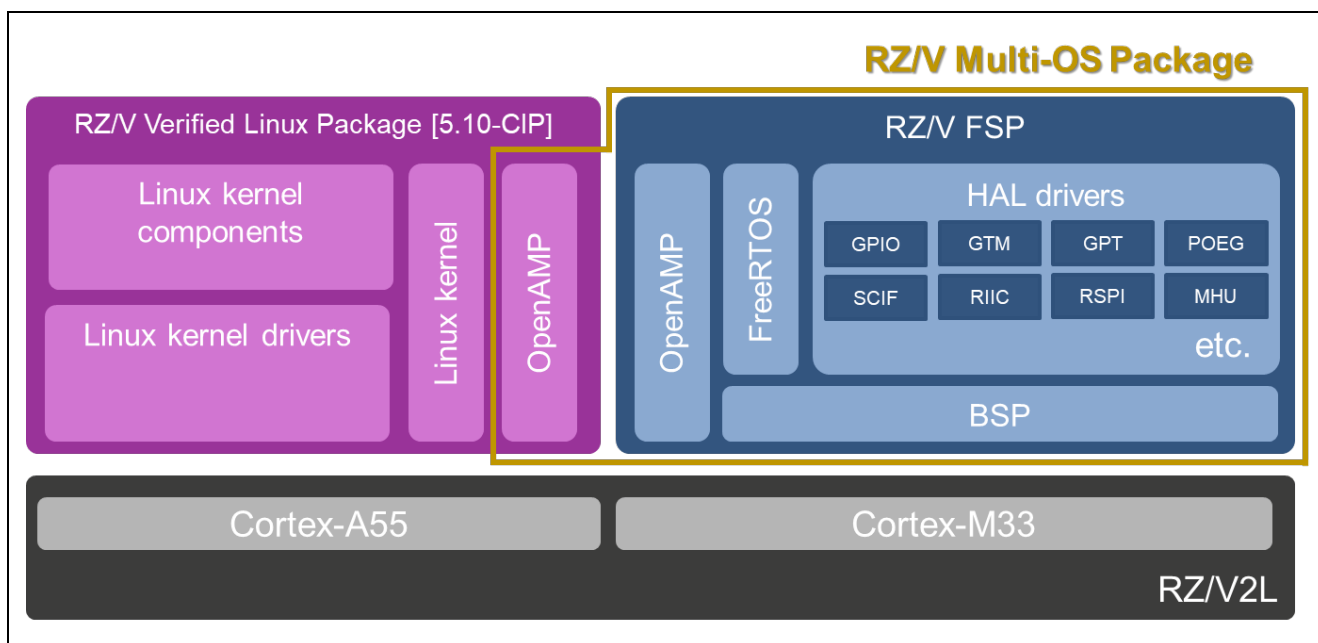 RZ/V Multi-OS Package
RZ/V Verified Linux Package [5.10-CIP]
Linux kernel
components
Linux kernel drivers
Linux kernel
OpenAMP
RZ/V FSP
OpenAMP
FreeRTOS
HAL drivers
GPIO GTM GPT POEG
SCIF RIIC RSPI MHU
etc.
BSP
Cortex-A55
Cortex-M33
RZ/V2L